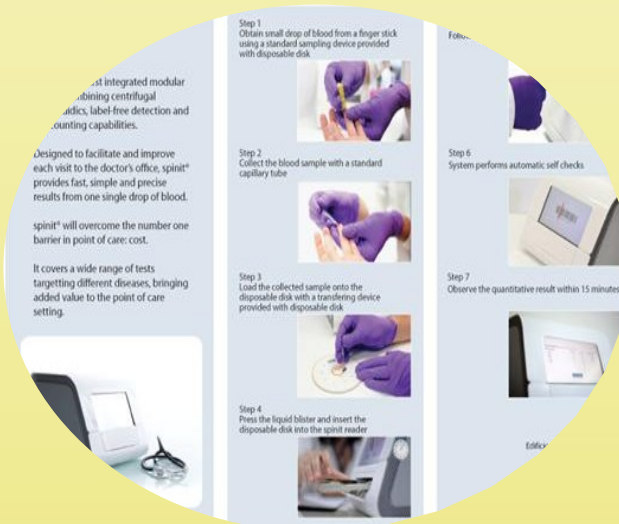 integrated modular
centrifugal
label-free detection and
capabilities.
Designed to facilitate and improve
each visit to the doctor's office, spinit®
provides fast, simple and precise
results from one single drop of blood.
spinit® will overcome the number one
barrier in point of care: cost.
It covers a wide range of tests
targetting different diseases, bringing
added value to the point of care
setting.
Step 1
Obtain small drop of blood from a finger stick
using a standard sampling device provided
with disposable disk
Step 2
Collect the blood sample with a standard
capillary tube
Step 3
Load the collected sample onto the
disposable disk with a transfering device
provided with disposable disk
Step 4
Press the liquid blister and insert the
disposable disk into the spinit reader
Step 6
System performs automatic self checks
Step 7
Observe the quantitative result within 15 minutes